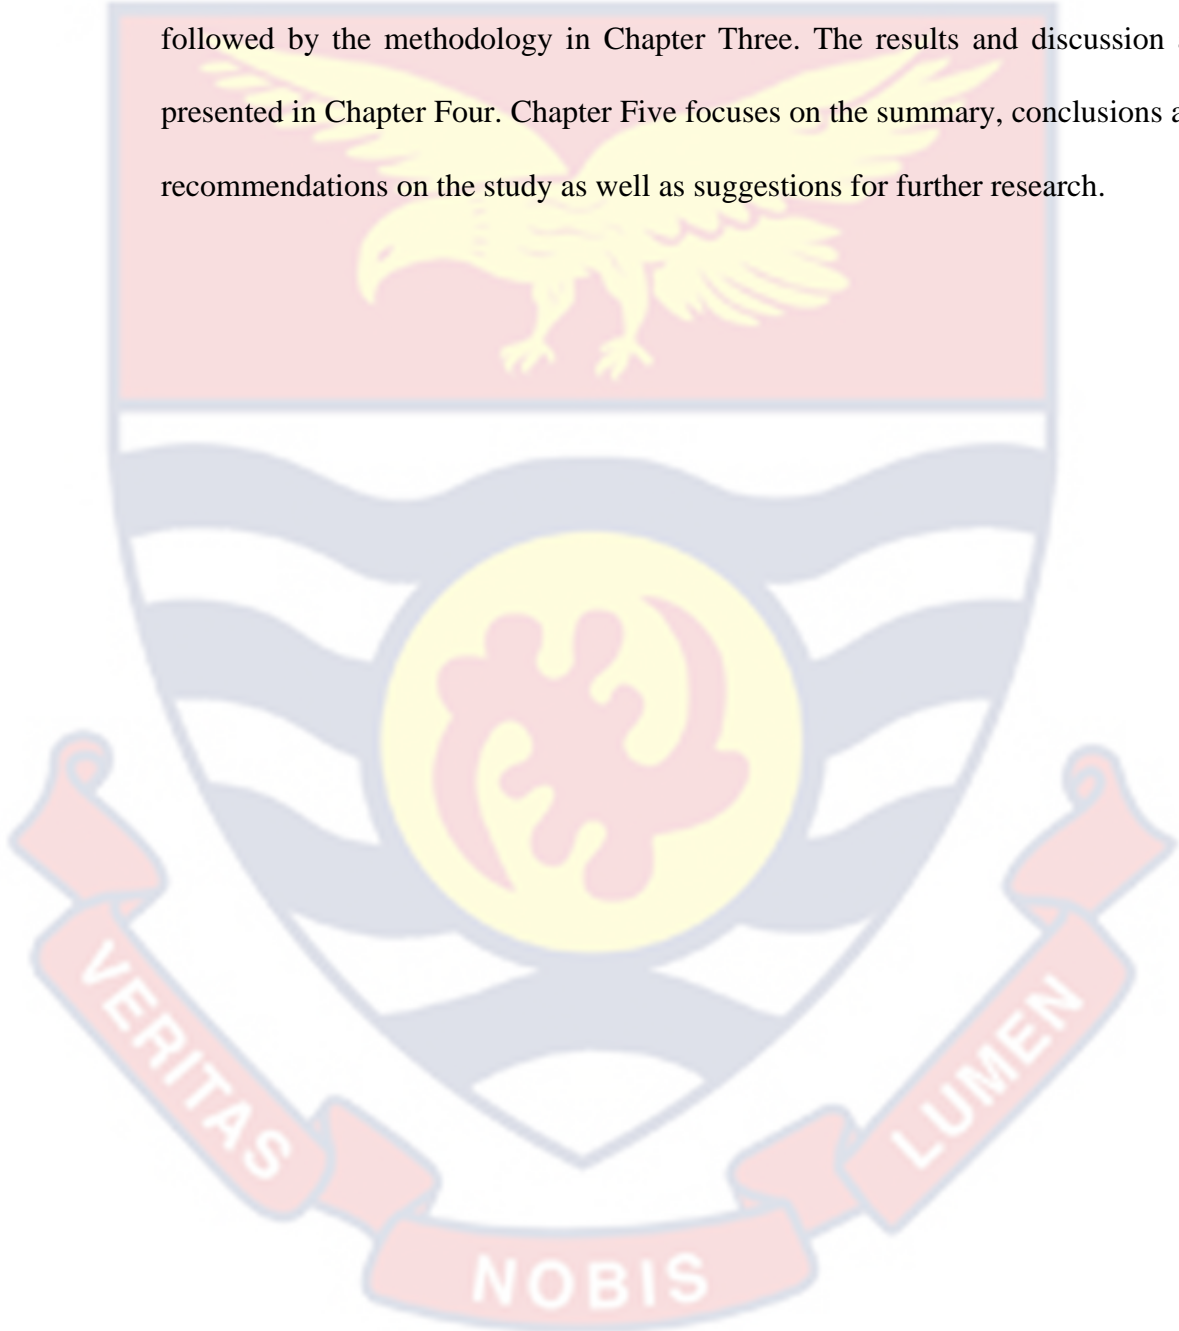 followed by the methodology in Chapter Three. The results and discussion
presented in Chapter Four. Chapter Five focuses on the summary, conclusions
recommendations on the study as well as suggestions for further research.
VERITAS
NOBIS
LUMEN